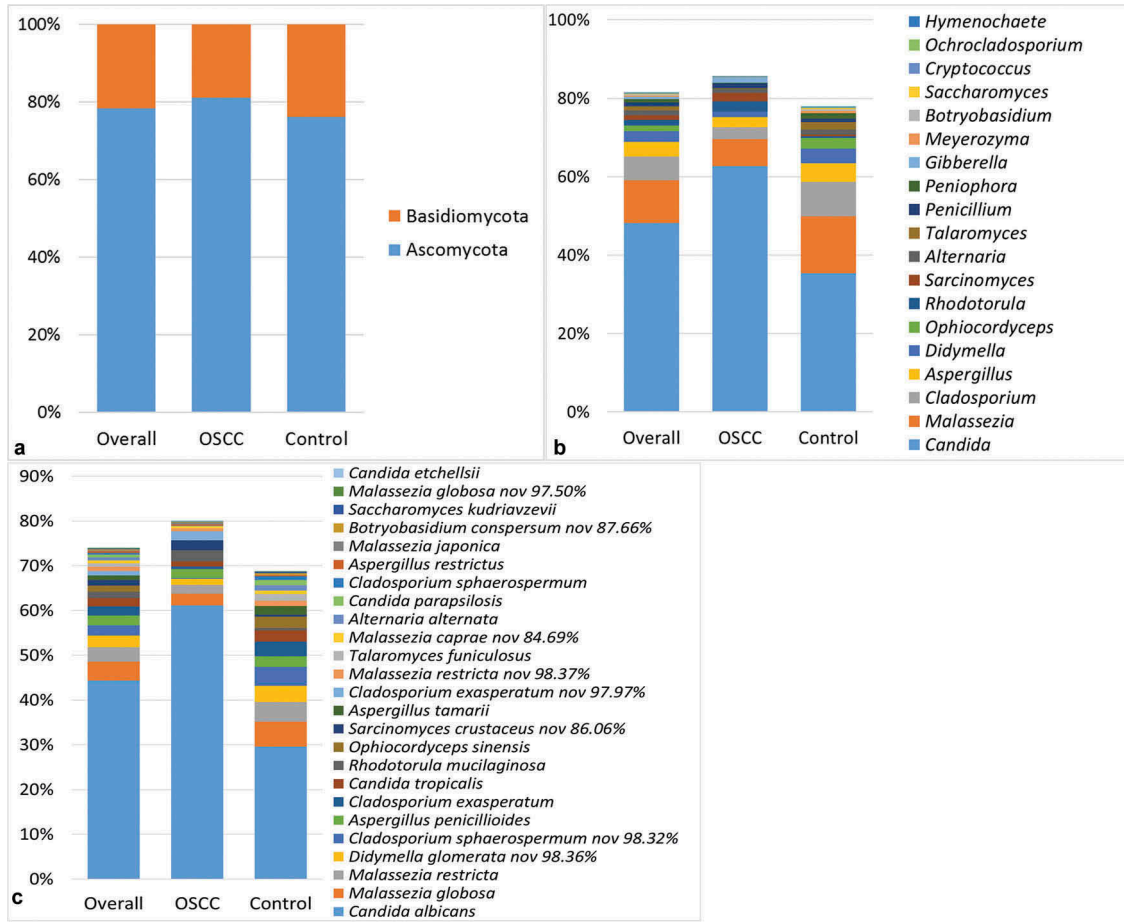 100%
80%
60%
40%
20%
0%
Overall
OSCC
Control
Basidiomycota
Ascomycota
a
100%
80%
60%
40%
20%
0%
Overall
OSCC
Control
Hymenochaete
Ochrocladosporium
Cryptococcus
Saccharomyces
Botryobasidium
Meyerozyma
Gibberella
Peniophora
Penicillium
Talaromyces
Alternaria
Sarcinomyces
Rhodotorula
Ophiocordyceps
Didymella
Aspergillus
Cladosporium
Malassezia
Candida
b
90%
80%
70%
60%
50%
40%
30%
20%
10%
0%
Overall
OSCC
Control
Candida etchellsii
Malassezia globosa nov 97.50%
Saccharomyces kudriavzevii
Botryobasidium conspersum nov 87.66%
Malassezia japonica
Aspergillus restrictus
Cladosporium sphaerospermum
Candida parapsilosis
Alternaria alternata
Malassezia caprae nov 84.69%
Talaromyces funiculosus
Malassezia restricta nov 98.37%
Cladosporium exasperatum nov 97.97%
Aspergillus tamarii
Sarcinomyces crustaceus nov 86.06%
Ophiocordyceps sinensis
Rhodotorula mucilaginosa
Candida tropicalis
Cladosporium exasperatum
Aspergillus penicillioides
Cladosporium sphaerospermum nov 98.32%
Didymella glomerata nov 98.36%
Malassezia restricta
Malassezia globosa
Candida albicans
c